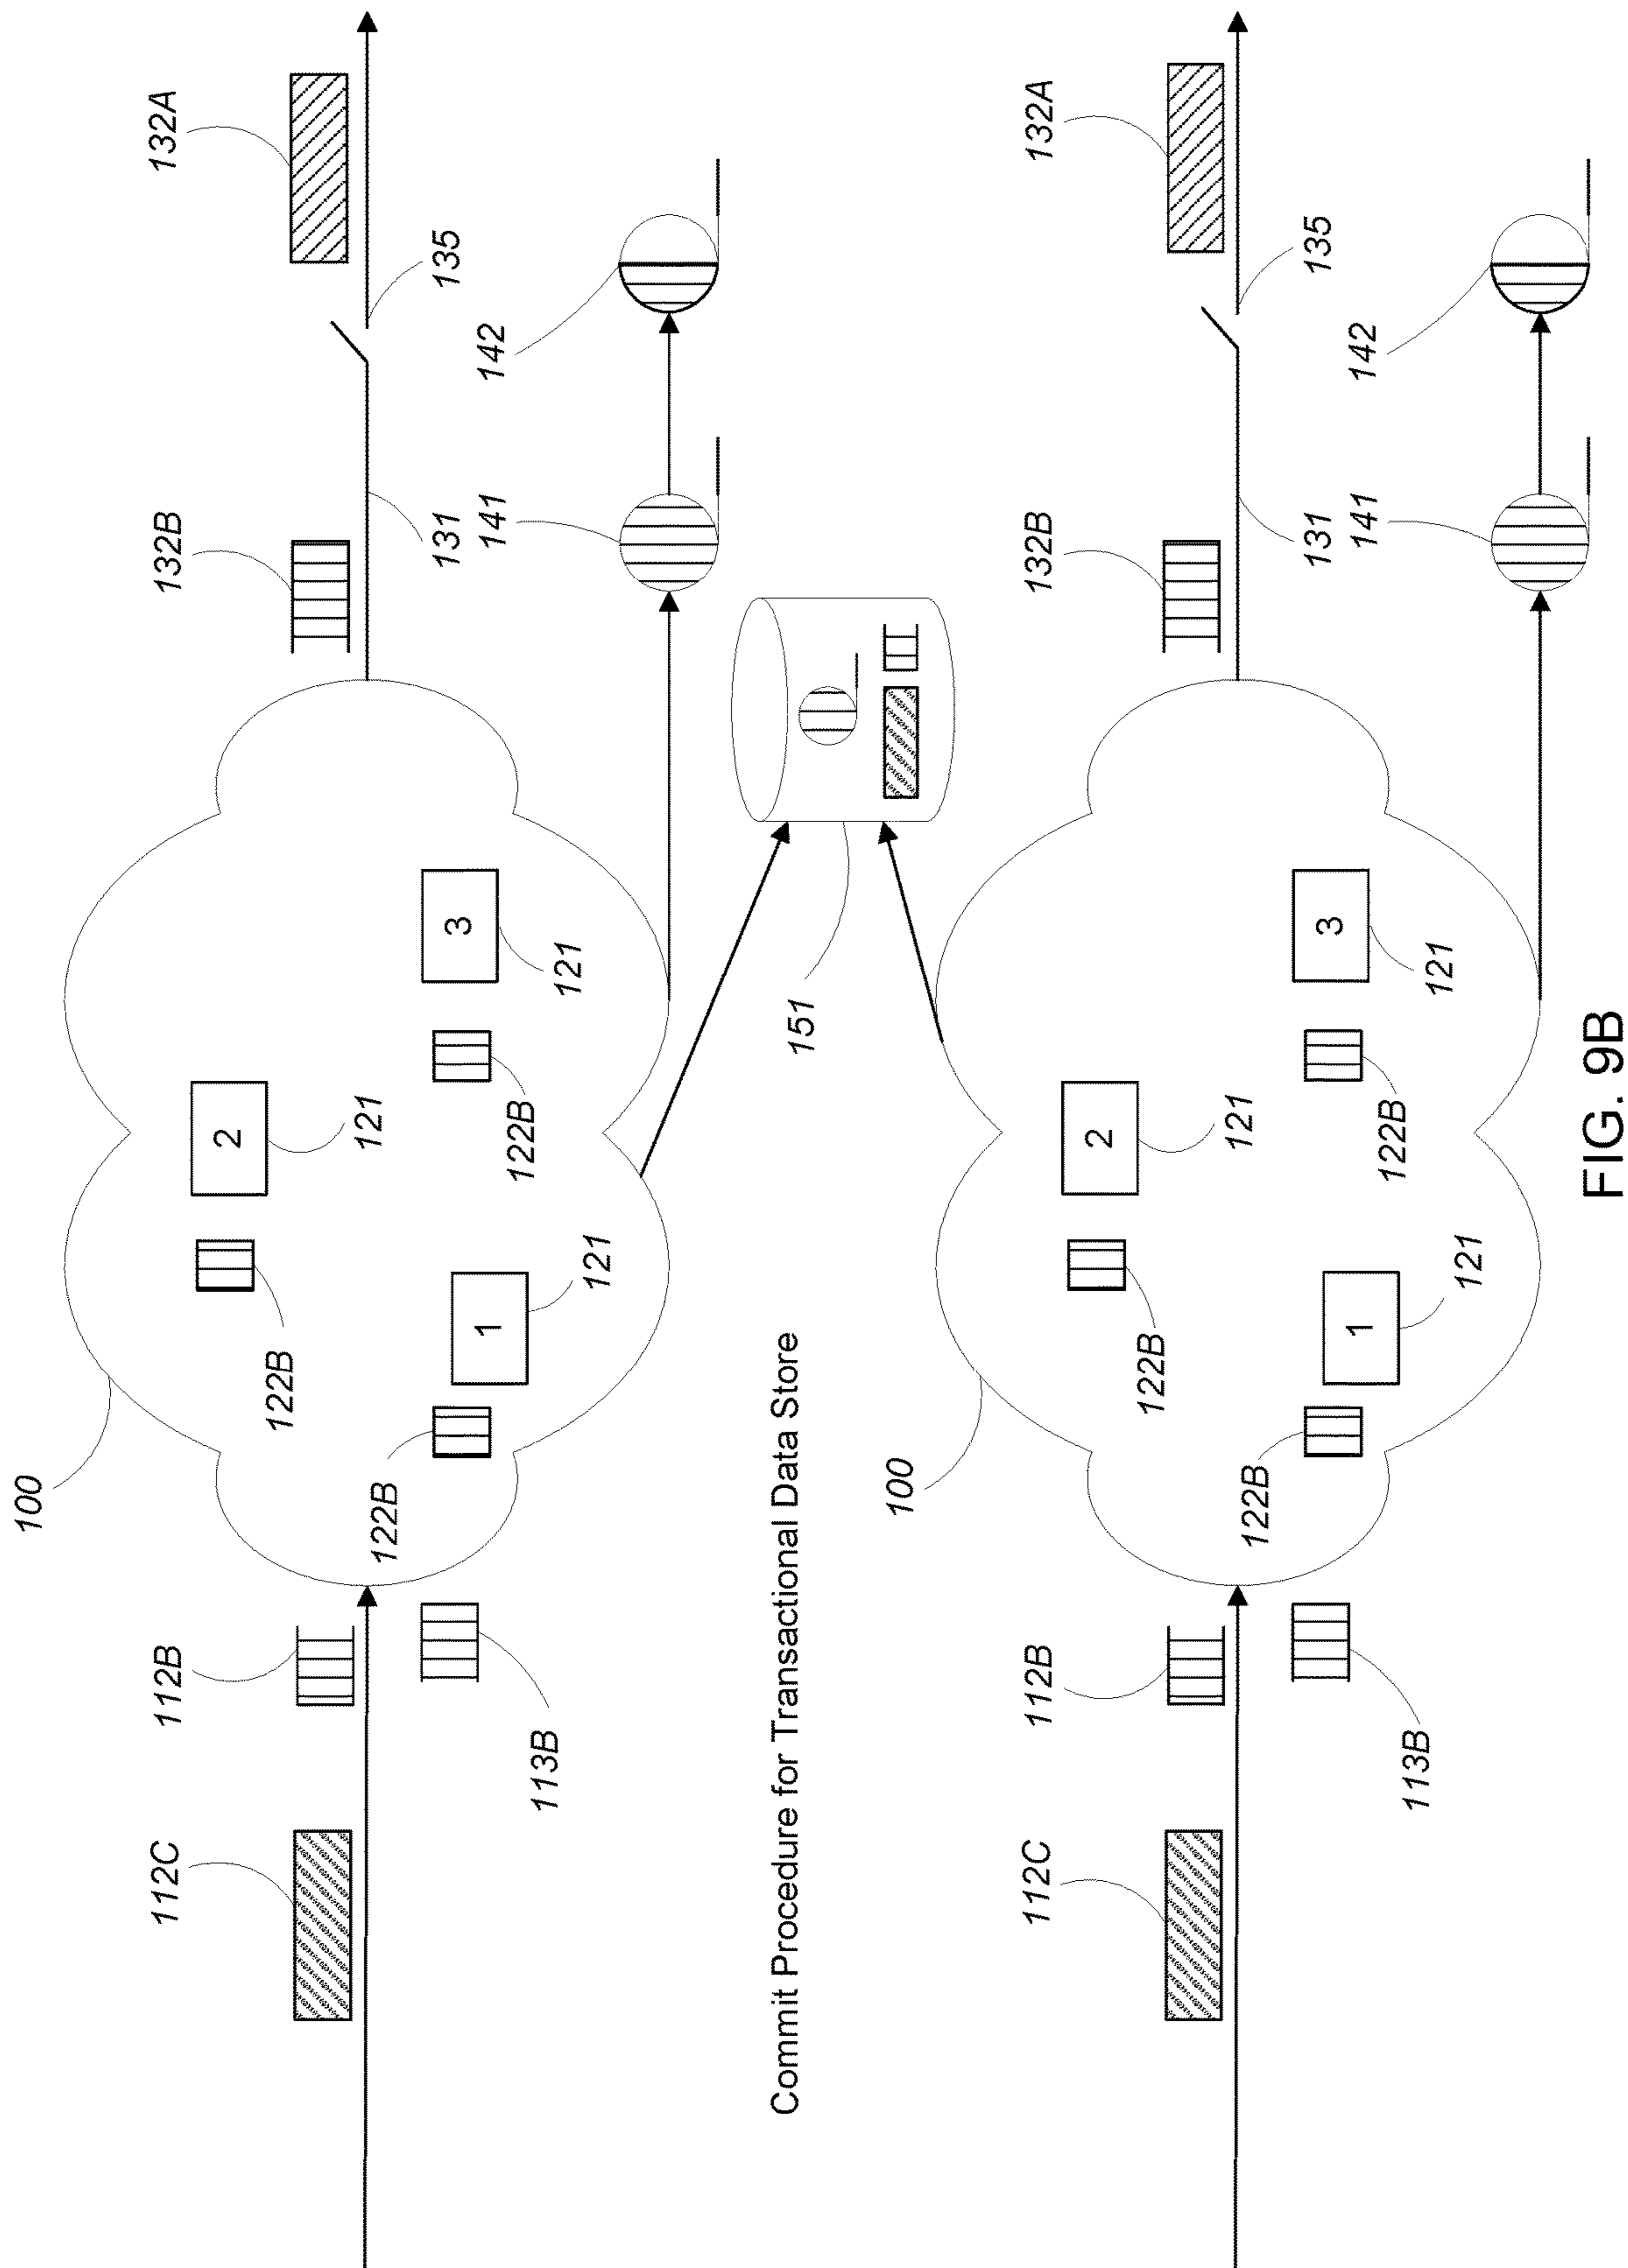 100
112C
112B
113B
122B
1
121
122B
2
121
122B
3
121
132B
131
135
132A
141
142
151
Commit Procedure for Transactional Data Store
100
112C
112B
113B
122B
1
121
122B
2
121
122B
3
121
132B
131
135
132A
141
142
FIG. 9B